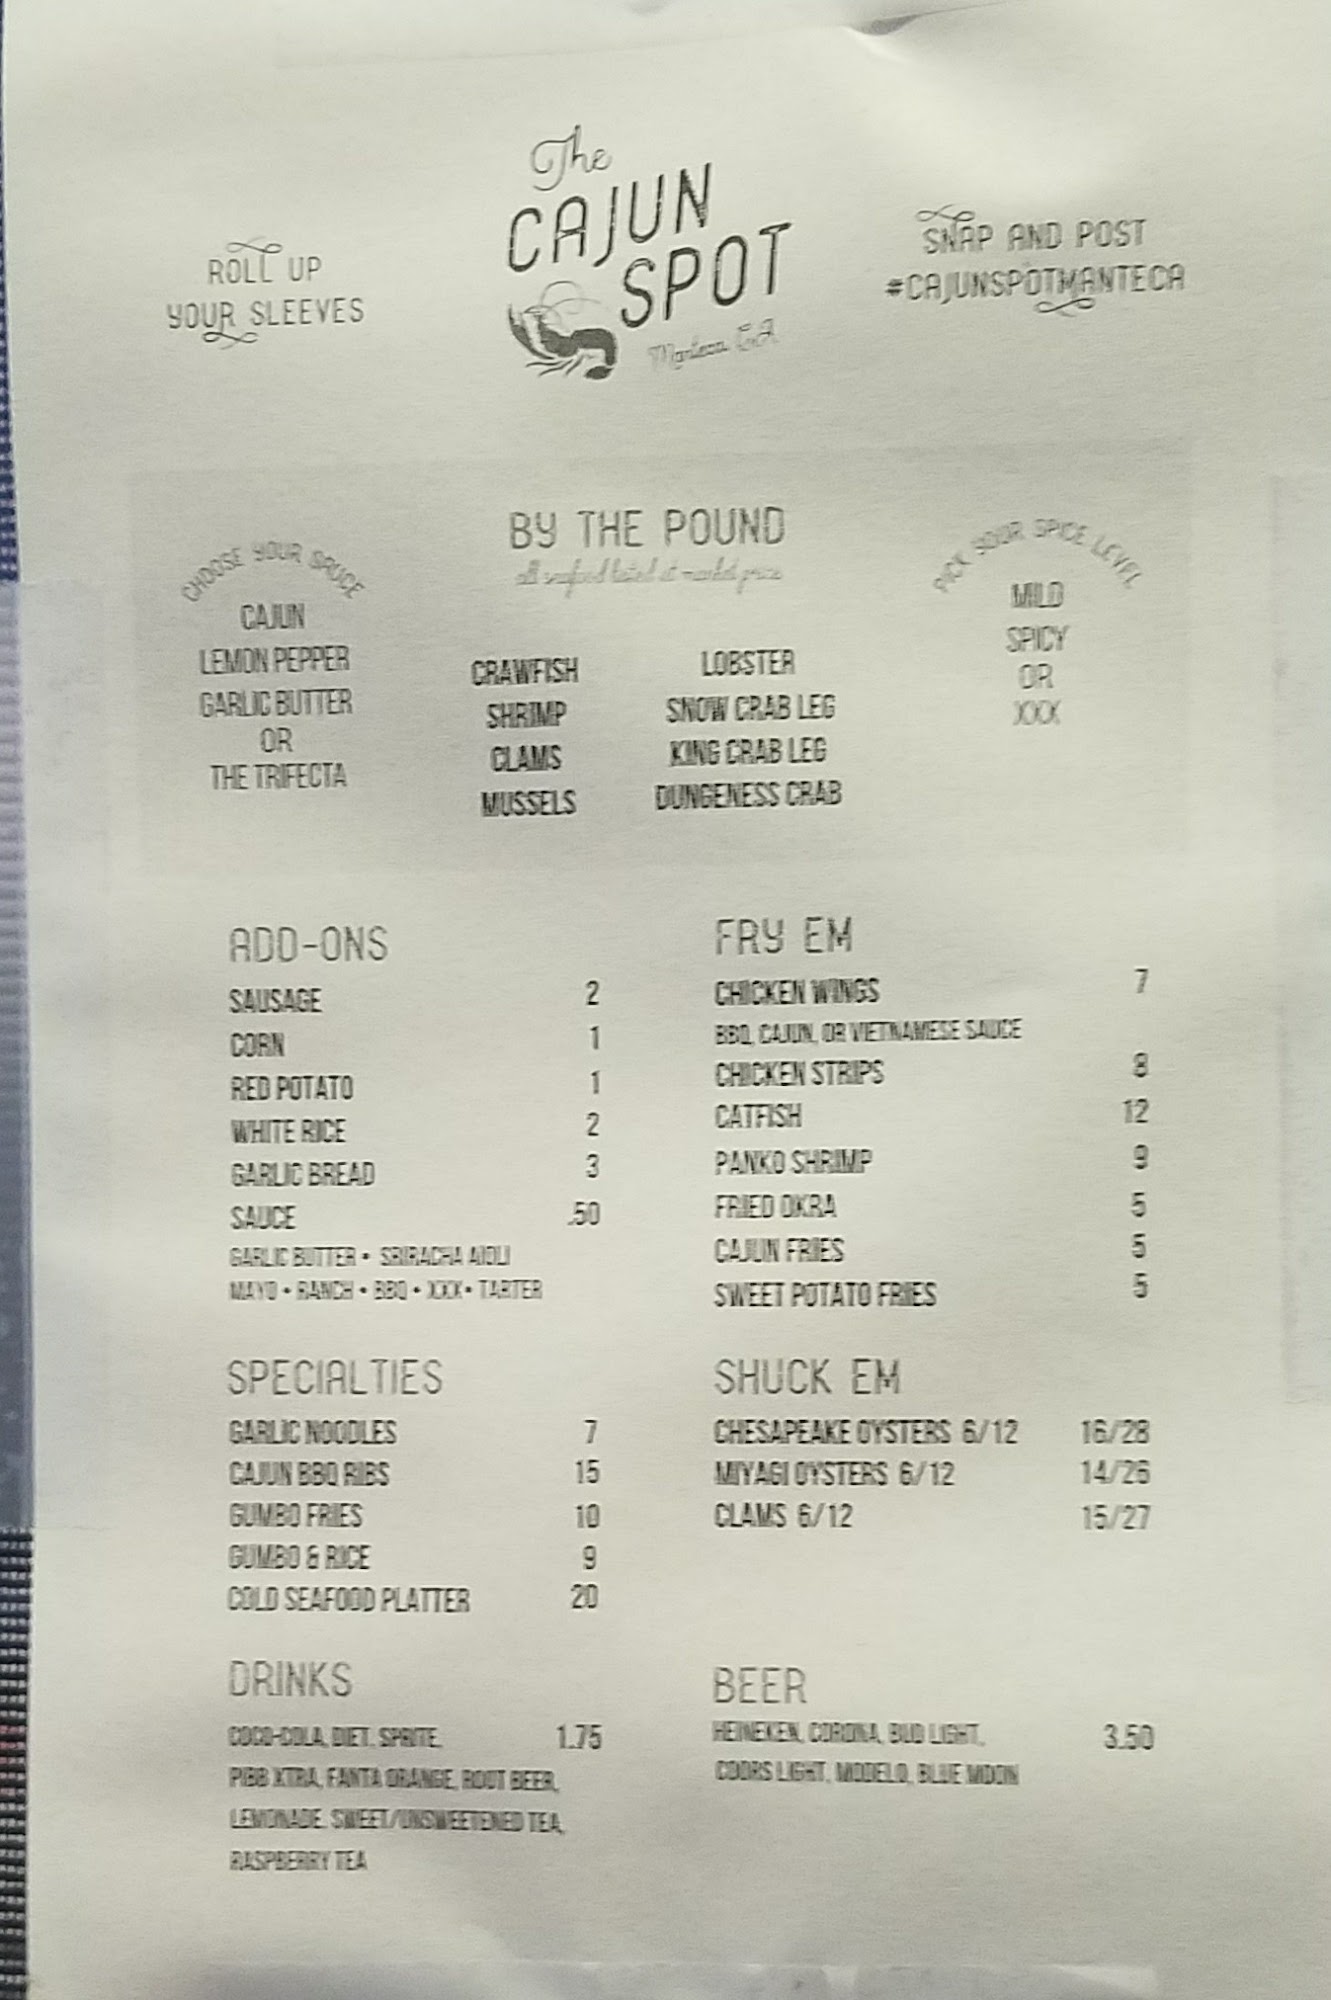 The
CAJUN
SPOT
Manteca, CA
ROLL UP
YOUR SLEEVES
SNAP AND POST
#CAJUNSPOTMANTECA
BY THE POUND
all seafood listed at market price
CHOOSE YOUR SAUCE
CAJUN
LEMON PEPPER
GARLIC BUTTER
OR
THE TRIFECTA
CRAWFISH
SHRIMP
CLAMS
MUSSELS
LOBSTER
SNOW CRAB LEG
KING CRAB LEG
DUNGENESS CRAB
PICK YOUR SPICE LEVEL
MILD
SPICY
OR
XXX
ADD-ONS
SAUSAGE 2
CORN 1
RED POTATO 1
WHITE RICE 2
GARLIC BREAD 3
SAUCE .50
GARLIC BUTTER • SRIRACHA AIOLI
MAYO • RANCH • BBQ • XXX • TARTER
FRY EM
CHICKEN WINGS 7
BBQ, CAJUN, OR VIETNAMESE SAUCE
CHICKEN STRIPS 8
CATFISH 12
PANKO SHRIMP 9
FRIED OKRA 5
CAJUN FRIES 5
SWEET POTATO FRIES 5
SPECIALTIES
GARLIC NOODLES 7
CAJUN BBQ RIBS 15
GUMBO FRIES 10
GUMBO & RICE 9
COLD SEAFOOD PLATTER 20
SHUCK EM
CHESAPEAKE OYSTERS 6/12 16/28
MIYAGI OYSTERS 6/12 14/26
CLAMS 6/12 15/27
DRINKS
COCO-COLA, DIET, SPRITE, 1.75
PIBB XTRA, FANTA ORANGE, ROOT BEER,
LEMONADE, SWEET/UNSWEETENED TEA,
RASPBERRY TEA
BEER
HEINEKEN, CORONA, BUD LIGHT, 3.50
COORS LIGHT, MODELO, BLUE MOON